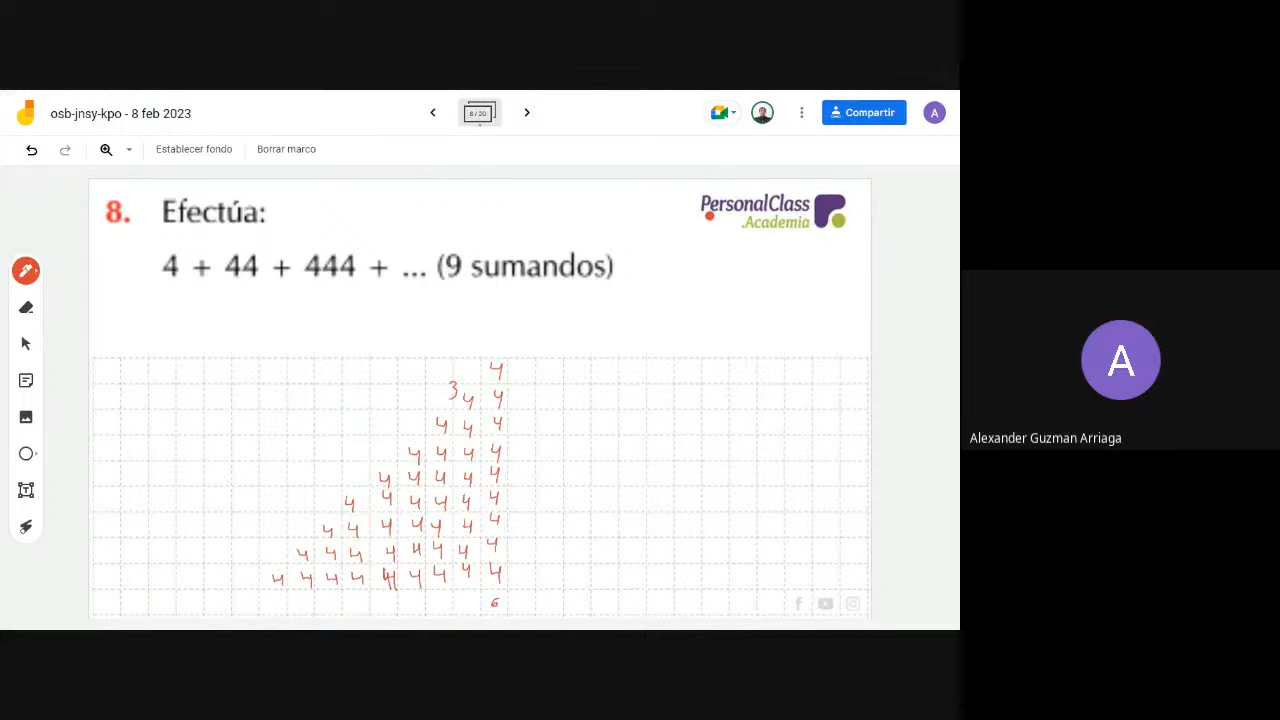 osb-jnsy-kpo - 8 feb 2023
8 / 20
Compartir
A
Establecer fondo
Borrar marco
8. Efectúa:
PersonalClass
.Academia
4 + 44 + 444 + ... (9 sumandos)
4
3 4 4
4 4 4
4 4 4 4
4 4 4 4 4
4 4 4 4 4 4
4 4 4 4 4 4 4
4 4 4 4 4 4 4 4
4 4 4 4 4 4 4 4 4
6
A
Alexander Guzman Arriaga